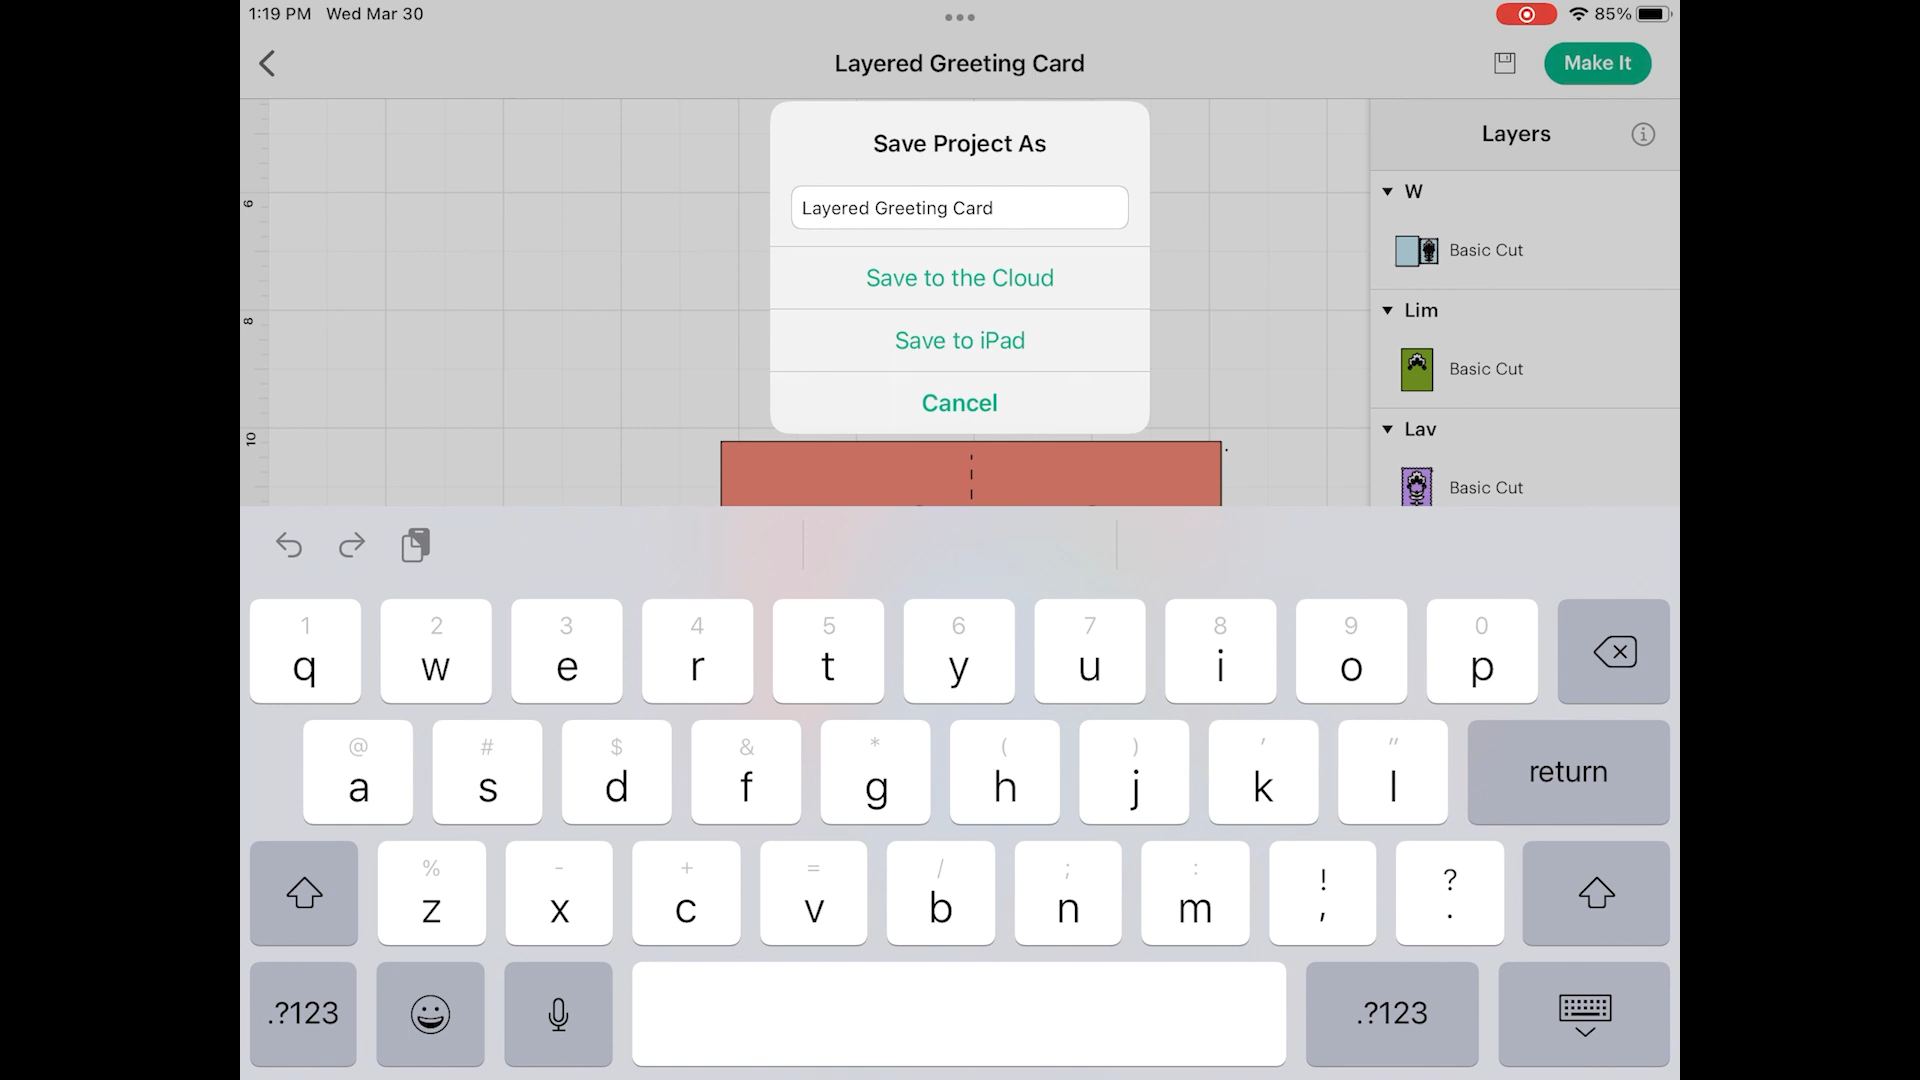 1:19 PM Wed Mar 30
85%
Layered Greeting Card
Make It
Save Project As
Layered Greeting Card
Save to the Cloud
Save to iPad
Cancel
Layers
W
Basic Cut
Lim
Basic Cut
Lav
Basic Cut
6
8
10
1 2 3 4 5 6 7 8 9 0
q w e r t y u i o p
@ # $ & * ( ) ' "
a s d f g h j k l return
% - + = / ; : ! ?
z x c v b n m , .
.?123 .?123